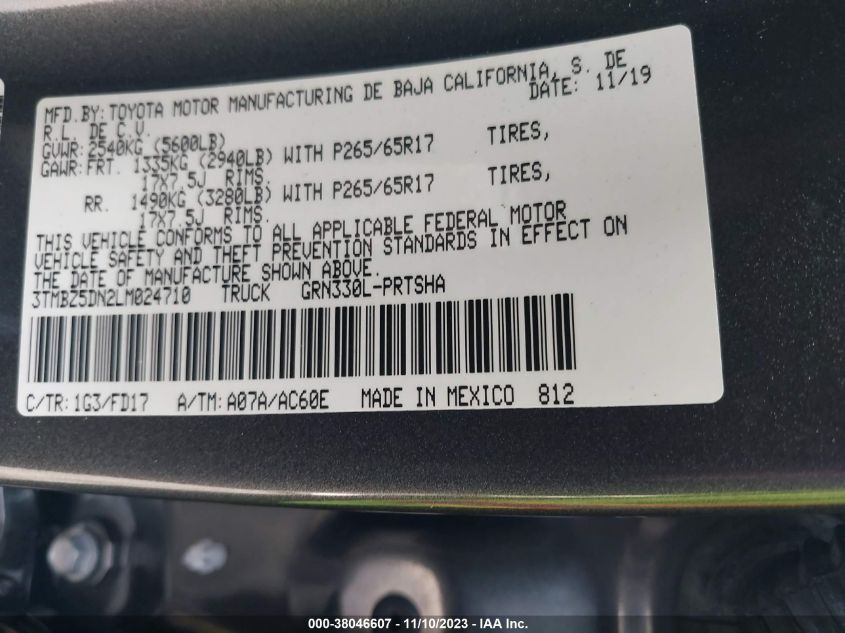 MFD.BY: TOYOTA MOTOR MANUFACTURING DE BAJA CALIFORNIA, S. DE
R.L. DE C.V. DATE: 11/19
GVWR: 2540KG (5600LB)
GAWR: FRT. 1335KG (2940LB) WITH P265/65R17 TIRES,
17X7.5J RIMS.
RR. 1490KG (3280LB) WITH P265/65R17 TIRES,
17X7.5J RIMS.
THIS VEHICLE CONFORMS TO ALL APPLICABLE FEDERAL MOTOR
VEHICLE SAFETY AND THEFT PREVENTION STANDARDS IN EFFECT ON
THE DATE OF MANUFACTURE SHOWN ABOVE.
3TMBZ5DN2LM024710 TRUCK GRN330L-PRTSHA
C/TR: 1G3/FD17 A/TM: A07A/AC60E MADE IN MEXICO 812
000-38046607 - 11/10/2023 - IAA Inc.